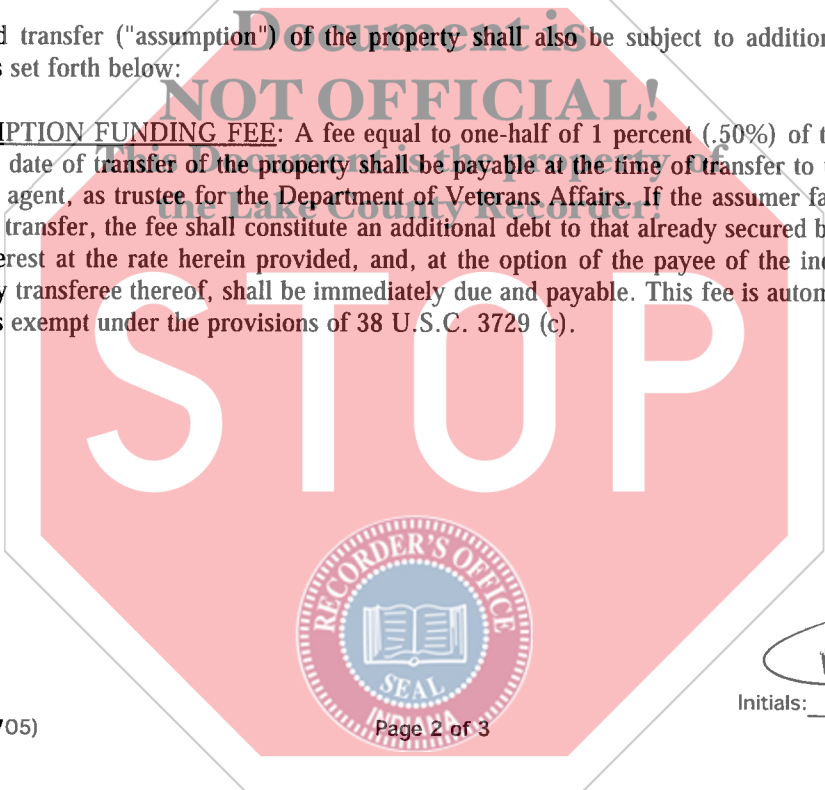 d transfer ("assumption") of the property shall also be subject to addition
s set forth below:
IPTION FUNDING FEE: A fee equal to one-half of 1 percent (.50%) of t
date of transfer of the property shall be payable at the time of transfer to
agent, as trustee for the Department of Veterans Affairs. If the assumer fa
transfer, the fee shall constitute an additional debt to that already secured b
erest at the rate herein provided, and, at the option of the payee of the in
y transferee thereof, shall be immediately due and payable. This fee is autom
s exempt under the provisions of 38 U.S.C. 3729 (c).
Document is
NOT OFFICIAL!
This Document is the property of
the Lake County Recorder!
STOP
RECORDER'S OFFICE
SEAL
INDIANA
Initials:
705)
Page 2 of 3